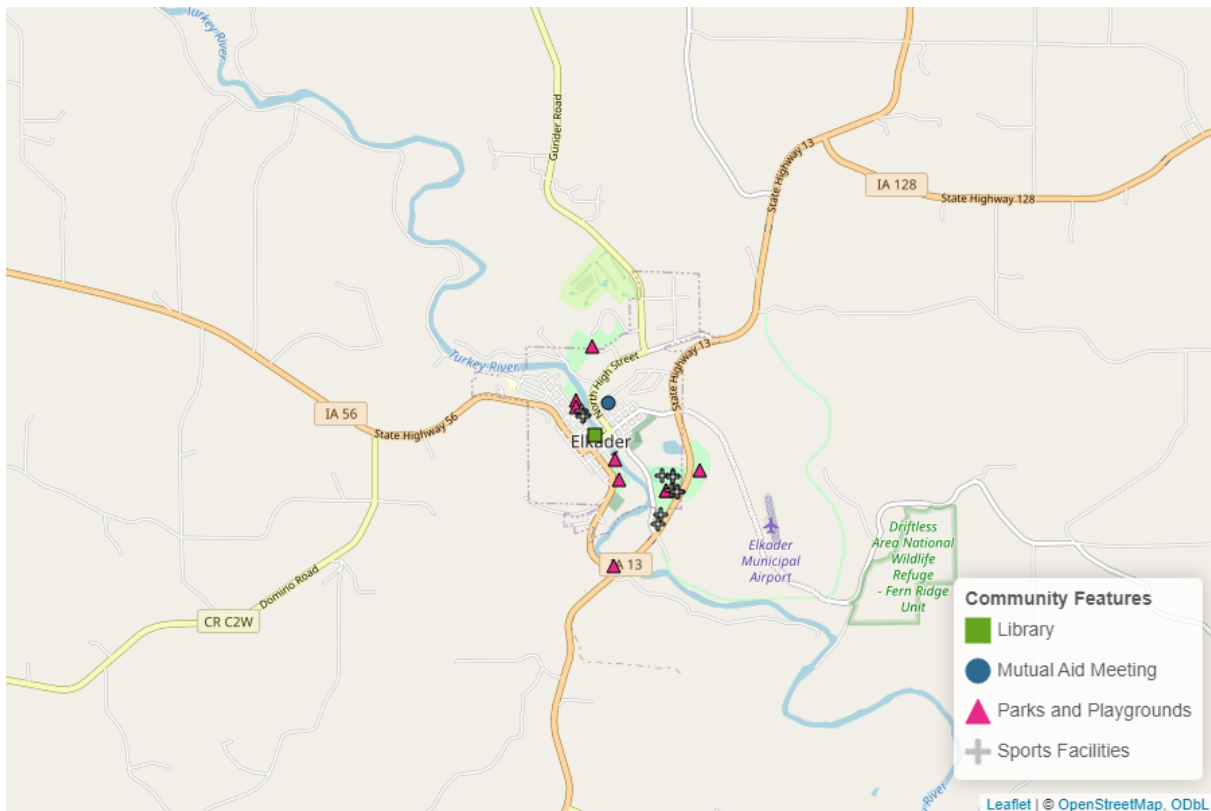 Turkey River
Gunder Road
State Highway 13
IA 128
State Highway 128
Turkey River
North High Street
State Highway 13
IA 56
State Highway 56
Elkader
Elkader
Municipal
Airport
Driftless
Area National
Wildlife
Refuge
- Fern Ridge
Unit
13
Domino Road
CR C2W
Turkey River
Community Features
Library
Mutual Aid Meeting
Parks and Playgrounds
Sports Facilities
Leaflet | © OpenStreetMap, ODbL